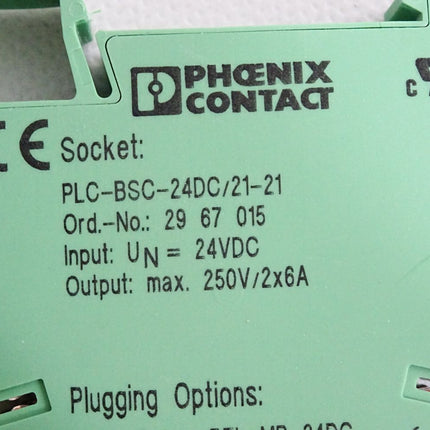 PHŒNIX
CONTACT
CE Socket:
PLC-BSC-24DC/21-21
Ord.-No.: 29 67 015
Input: UN = 24VDC
Output: max. 250V/2x6A
Plugging Options: